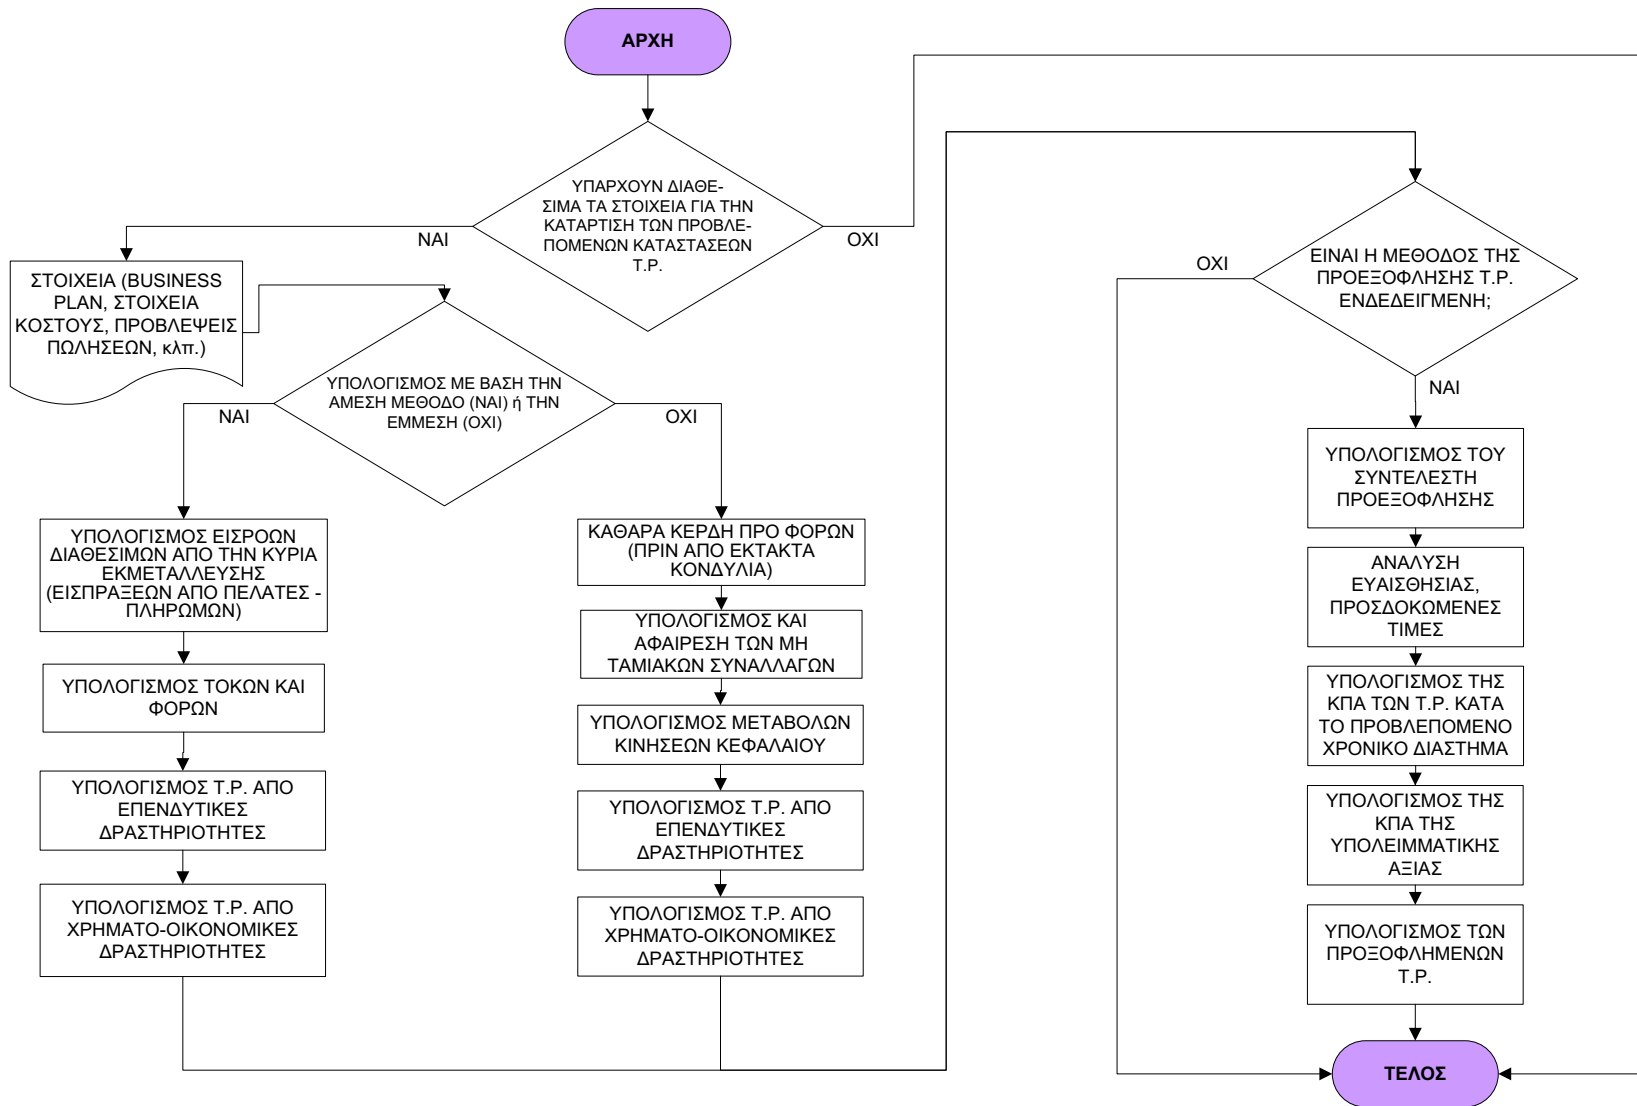 ΑΡΧΗ
ΥΠΑΡΧΟΥΝ ΔΙΑΘΕ-
ΣΙΜΑ ΤΑ ΣΤΟΙΧΕΙΑ ΓΙΑ ΤΗΝ
ΚΑΤΑΡΤΙΣΗ ΤΩΝ ΠΡΟΒΛΕ-
ΠΟΜΕΝΩΝ ΚΑΤΑΣΤΑΣΕΩΝ
Τ.Ρ.
ΝΑΙ
ΟΧΙ
ΣΤΟΙΧΕΙΑ (BUSINESS
PLAN, ΣΤΟΙΧΕΙΑ
ΚΟΣΤΟΥΣ, ΠΡΟΒΛΕΨΕΙΣ
ΠΩΛΗΣΕΩΝ, κλπ.)
ΥΠΟΛΟΓΙΣΜΟΣ ΜΕ ΒΑΣΗ ΤΗΝ
ΑΜΕΣΗ ΜΕΘΟΔΟ (ΝΑΙ) ή ΤΗΝ
ΕΜΜΕΣΗ (ΟΧΙ)
ΝΑΙ
ΟΧΙ
ΥΠΟΛΟΓΙΣΜΟΣ ΕΙΣΡΟΩΝ
ΔΙΑΘΕΣΙΜΩΝ ΑΠΟ ΤΗΝ ΚΥΡΙΑ
ΕΚΜΕΤΑΛΛΕΥΣΗΣ
(ΕΙΣΠΡΑΞΕΩΝ ΑΠΟ ΠΕΛΑΤΕΣ -
ΠΛΗΡΩΜΩΝ)
ΥΠΟΛΟΓΙΣΜΟΣ ΤΟΚΩΝ ΚΑΙ
ΦΟΡΩΝ
ΥΠΟΛΟΓΙΣΜΟΣ Τ.Ρ. ΑΠΟ
ΕΠΕΝΔΥΤΙΚΕΣ
ΔΡΑΣΤΗΡΙΟΤΗΤΕΣ
ΥΠΟΛΟΓΙΣΜΟΣ Τ.Ρ. ΑΠΟ
ΧΡΗΜΑΤΟ-ΟΙΚΟΝΟΜΙΚΕΣ
ΔΡΑΣΤΗΡΙΟΤΗΤΕΣ
ΚΑΘΑΡΑ ΚΕΡΔΗ ΠΡΟ ΦΟΡΩΝ
(ΠΡΙΝ ΑΠΟ ΕΚΤΑΚΤΑ
ΚΟΝΔΥΛΙΑ)
ΥΠΟΛΟΓΙΣΜΟΣ ΚΑΙ
ΑΦΑΙΡΕΣΗ ΤΩΝ ΜΗ
ΤΑΜΙΑΚΩΝ ΣΥΝΑΛΛΑΓΩΝ
ΥΠΟΛΟΓΙΣΜΟΣ ΜΕΤΑΒΟΛΩΝ
ΚΙΝΗΣΕΩΝ ΚΕΦΑΛΑΙΟΥ
ΥΠΟΛΟΓΙΣΜΟΣ Τ.Ρ. ΑΠΟ
ΕΠΕΝΔΥΤΙΚΕΣ
ΔΡΑΣΤΗΡΙΟΤΗΤΕΣ
ΥΠΟΛΟΓΙΣΜΟΣ Τ.Ρ. ΑΠΟ
ΧΡΗΜΑΤΟ-ΟΙΚΟΝΟΜΙΚΕΣ
ΔΡΑΣΤΗΡΙΟΤΗΤΕΣ
ΕΙΝΑΙ Η ΜΕΘΟΔΟΣ ΤΗΣ
ΠΡΟΕΞΟΦΛΗΣΗΣ Τ.Ρ.
ΕΝΔΕΔΕΙΓΜΕΝΗ;
ΟΧΙ
ΝΑΙ
ΥΠΟΛΟΓΙΣΜΟΣ ΤΟΥ
ΣΥΝΤΕΛΕΣΤΗ
ΠΡΟΕΞΟΦΛΗΣΗΣ
ΑΝΑΛΥΣΗ
ΕΥΑΙΣΘΗΣΙΑΣ,
ΠΡΟΣΔΟΚΩΜΕΝΕΣ
ΤΙΜΕΣ
ΥΠΟΛΟΓΙΣΜΟΣ ΤΗΣ
ΚΠΑ ΤΩΝ Τ.Ρ. ΚΑΤΑ
ΤΟ ΠΡΟΒΛΕΠΟΜΕΝΟ
ΧΡΟΝΙΚΟ ΔΙΑΣΤΗΜΑ
ΥΠΟΛΟΓΙΣΜΟΣ ΤΗΣ
ΚΠΑ ΤΗΣ
ΥΠΟΛΕΙΜΜΑΤΙΚΗΣ
ΑΞΙΑΣ
ΥΠΟΛΟΓΙΣΜΟΣ ΤΩΝ
ΠΡΟΞΟΦΛΗΜΕΝΩΝ
Τ.Ρ.
ΤΕΛΟΣ